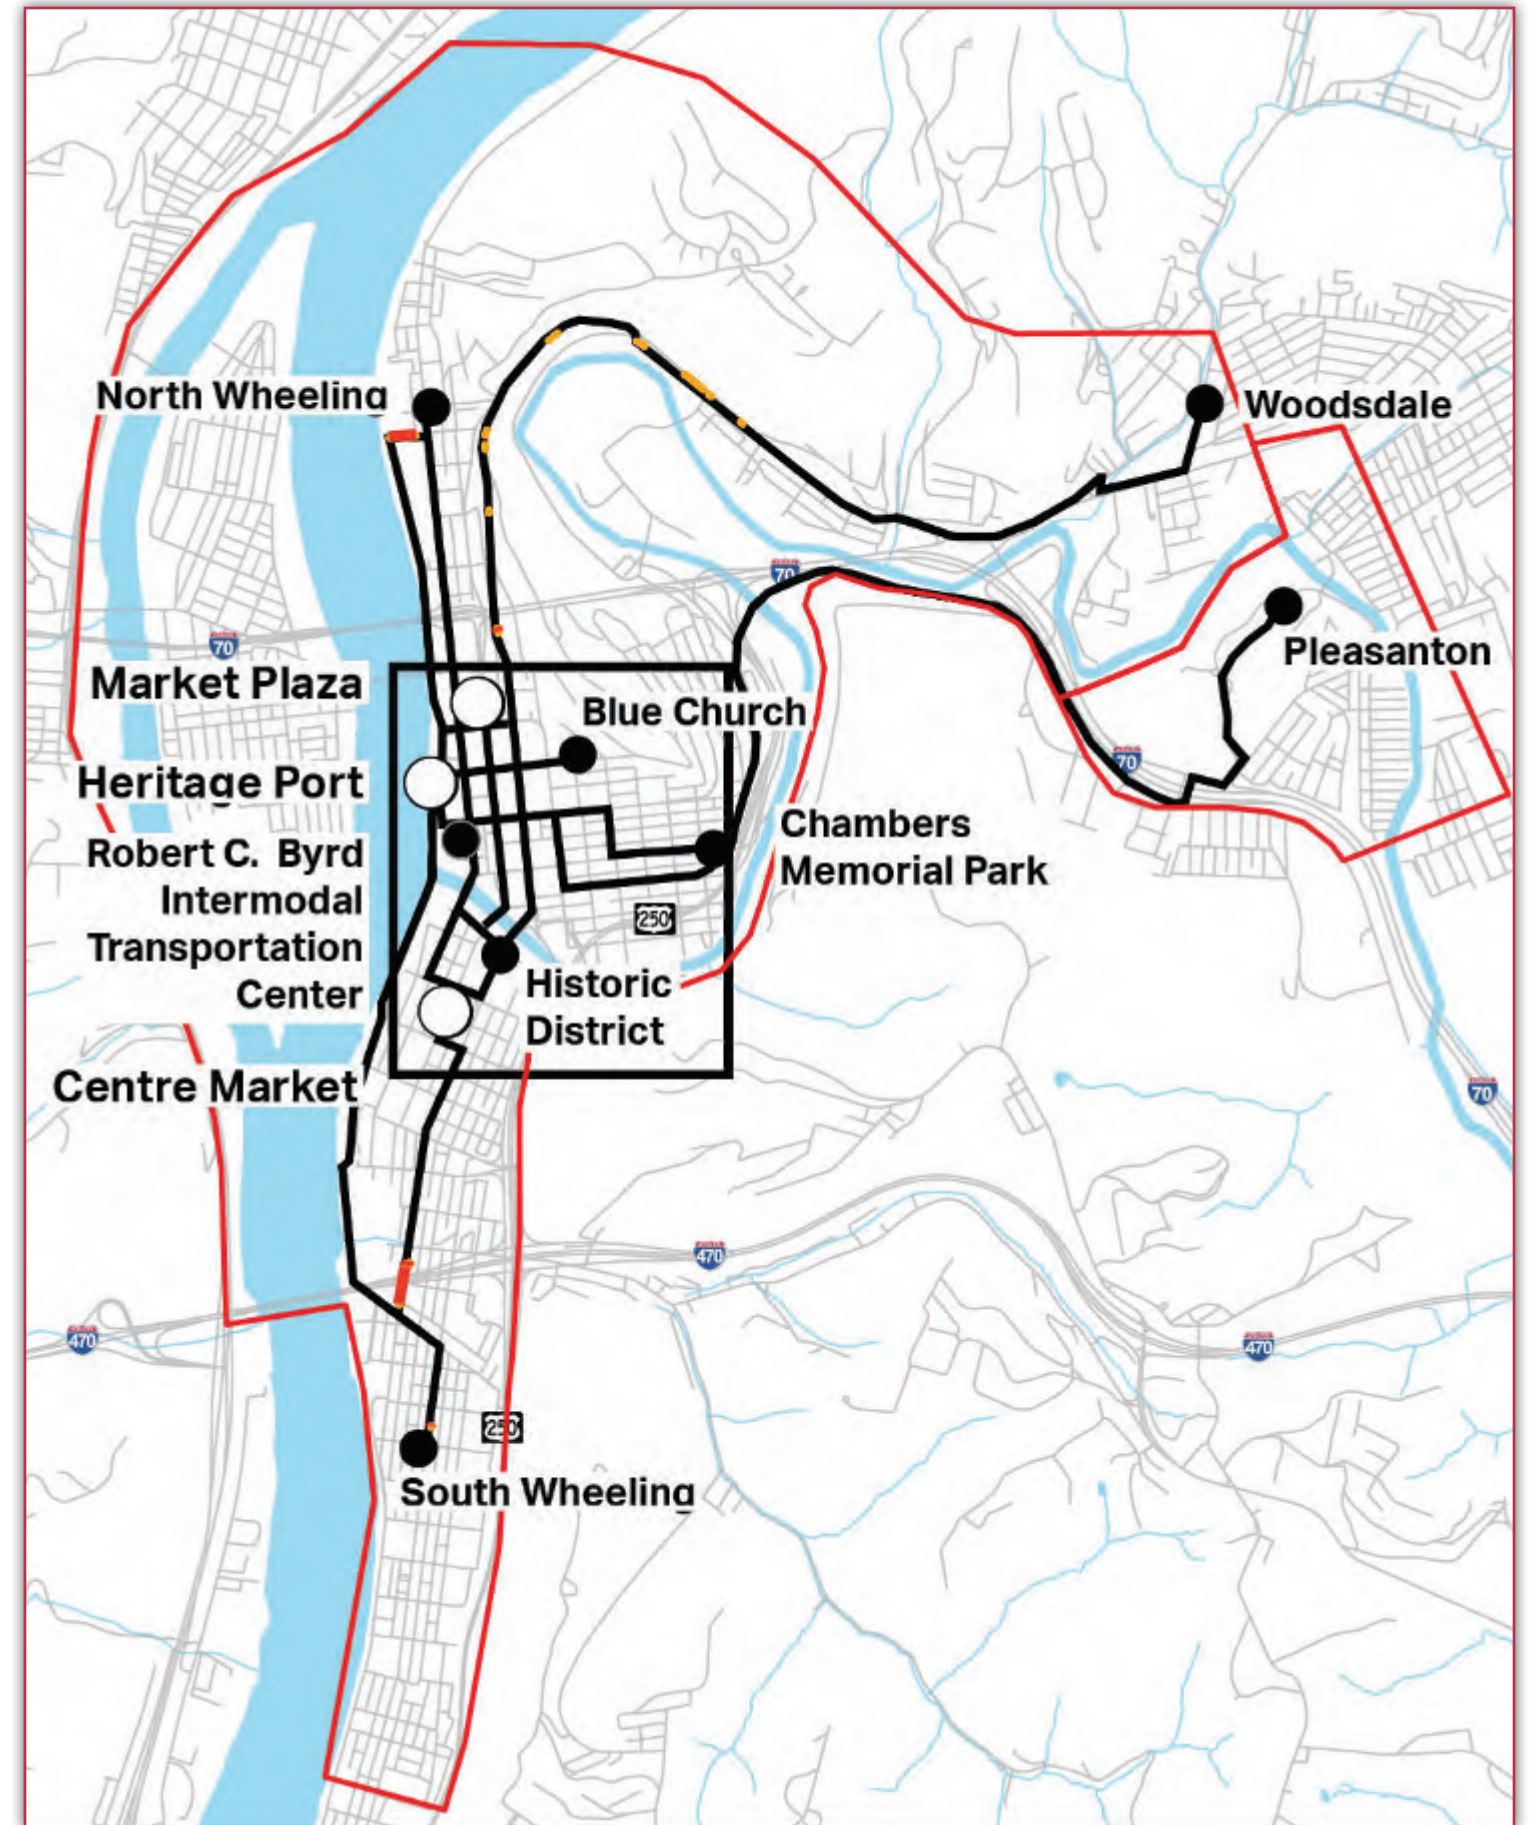 North Wheeling
Woodsdale
70
Pleasanton
70
Market Plaza
Blue Church
70
Heritage Port
Chambers
Memorial Park
Robert C. Byrd
Intermodal
Transportation
Center
250
Historic
District
Centre Market
70
470
470
470
250
South Wheeling